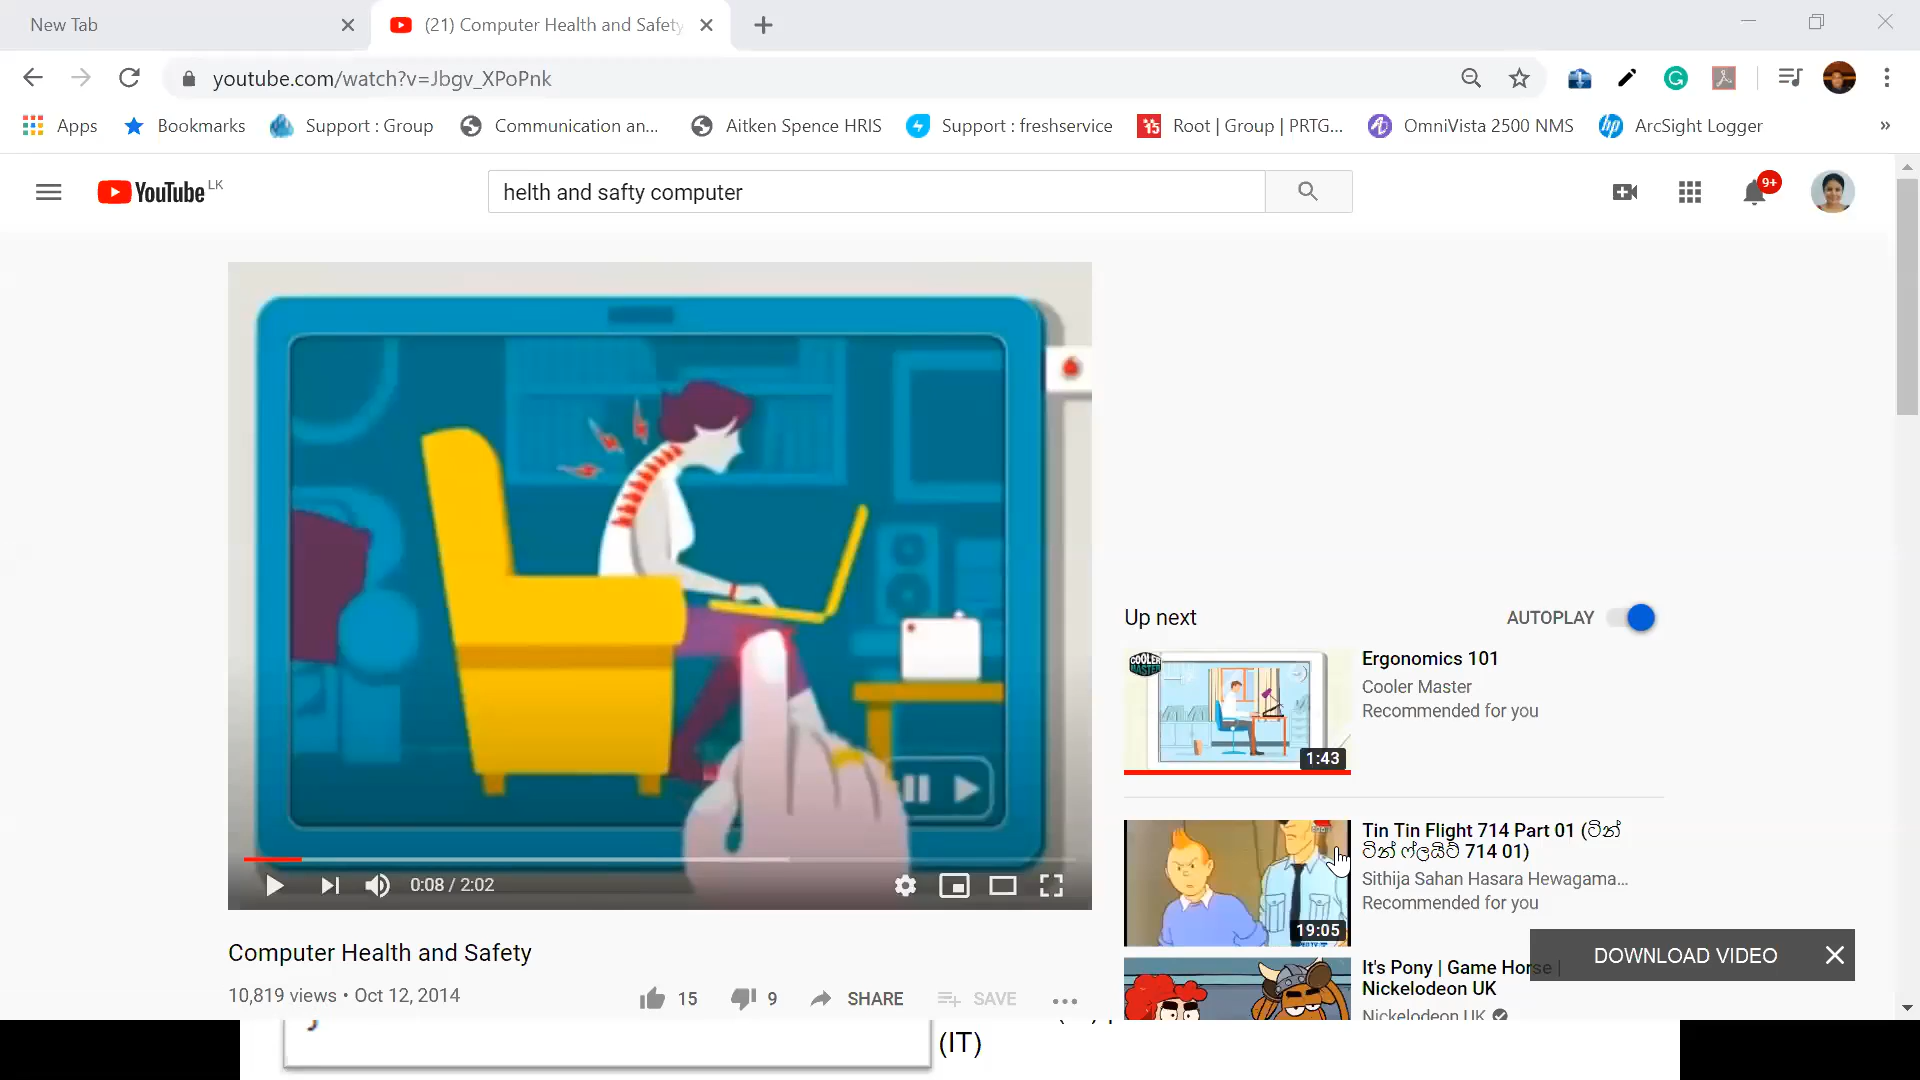 New Tab
(21) Computer Health and Safety
youtube.com/watch?v=Jbgv_XPoPnk
Apps
Bookmarks
Support : Group
Communication an...
Aitken Spence HRIS
Support : freshservice
Root | Group | PRTG...
OmniVista 2500 NMS
ArcSight Logger
»
YouTube LK
helth and safty computer
9+
Up next
AUTOPLAY
COOLER MASTER
1:43
Ergonomics 101
Cooler Master
Recommended for you
19:05
Tin Tin Flight 714 Part 01 (ටින්
ටින් ෆ්ලයිට් 714 01)
Sithija Sahan Hasara Hewagama...
Recommended for you
It's Pony | Game Horse |
Nickelodeon UK
Nickelodeon UK
DOWNLOAD VIDEO
0:08 / 2:02
Computer Health and Safety
10,819 views • Oct 12, 2014
15
9
SHARE
SAVE
(IT)